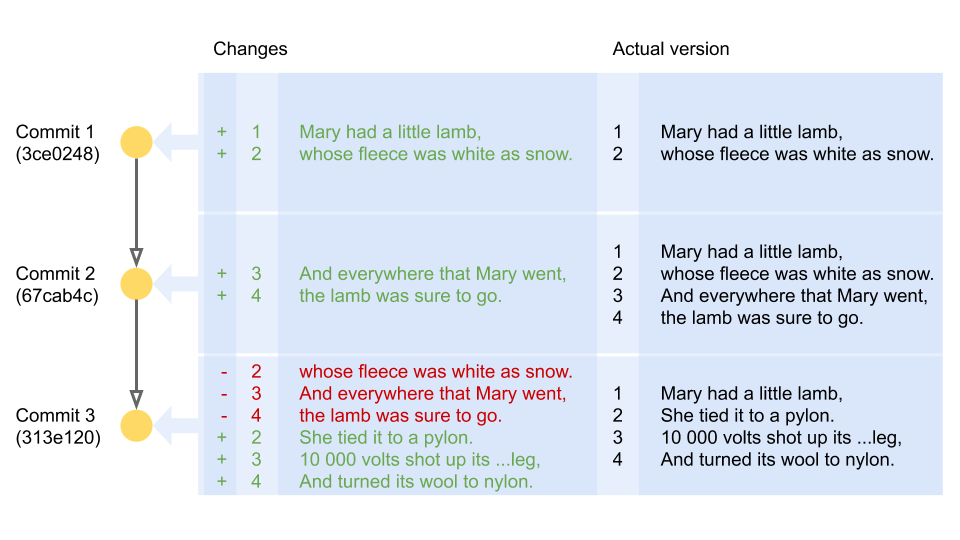 Changes Actual version
Commit 1
(3ce0248)
+ 1 Mary had a little lamb,
+ 2 whose fleece was white as snow.
1 Mary had a little lamb,
2 whose fleece was white as snow.
Commit 2
(67cab4c)
+ 3 And everywhere that Mary went,
+ 4 the lamb was sure to go.
1 Mary had a little lamb,
2 whose fleece was white as snow.
3 And everywhere that Mary went,
4 the lamb was sure to go.
Commit 3
(313e120)
- 2 whose fleece was white as snow.
- 3 And everywhere that Mary went,
- 4 the lamb was sure to go.
+ 2 She tied it to a pylon.
+ 3 10 000 volts shot up its ...leg,
+ 4 And turned its wool to nylon.
1 Mary had a little lamb,
2 She tied it to a pylon.
3 10 000 volts shot up its ...leg,
4 And turned its wool to nylon.